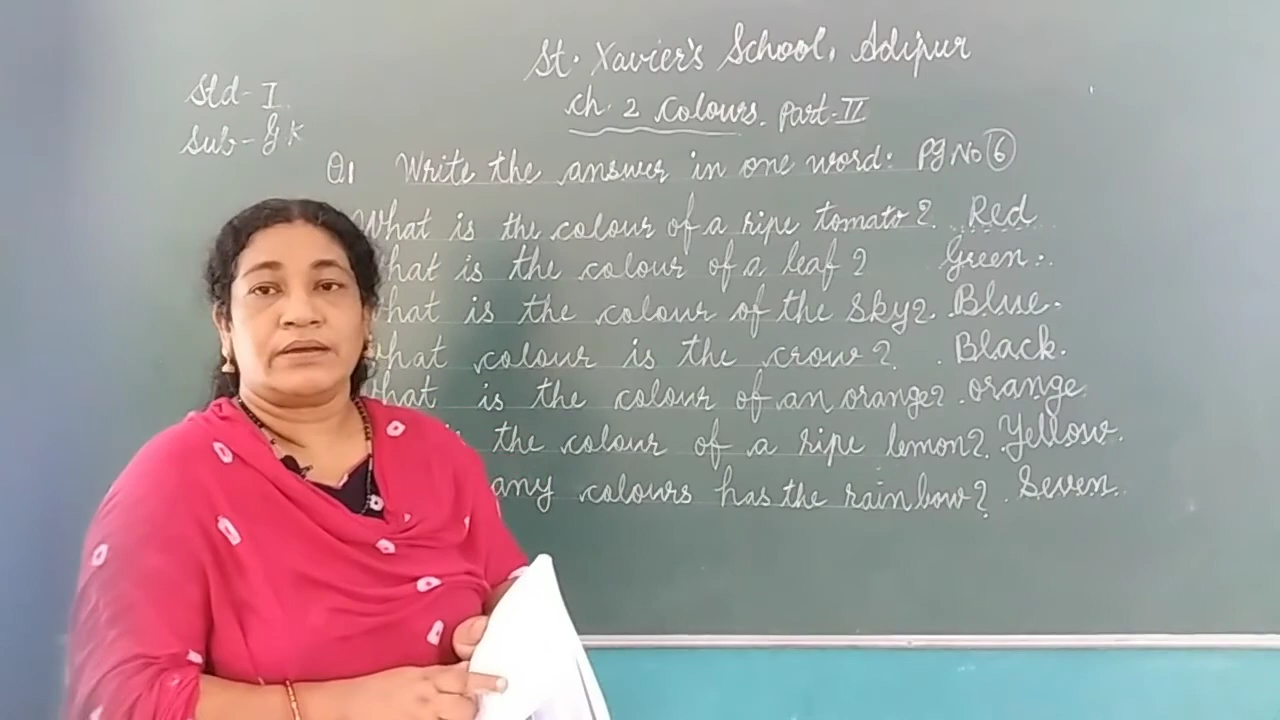 St. Xavier's School, Adipur
Std - I
Ch. 2 Colours. Part-II
Sub - G K
Q1 Write the answer in one word: Pg No 16
What is the colour of a ripe tomato? Red
hat is the colour of a leaf? Green.
hat is the colour of the sky? Blue.
hat colour is the crow? Black.
hat is the colour of an orange? orange
the colour of a ripe lemon? Yellow.
any colours has the rainbow? Seven.